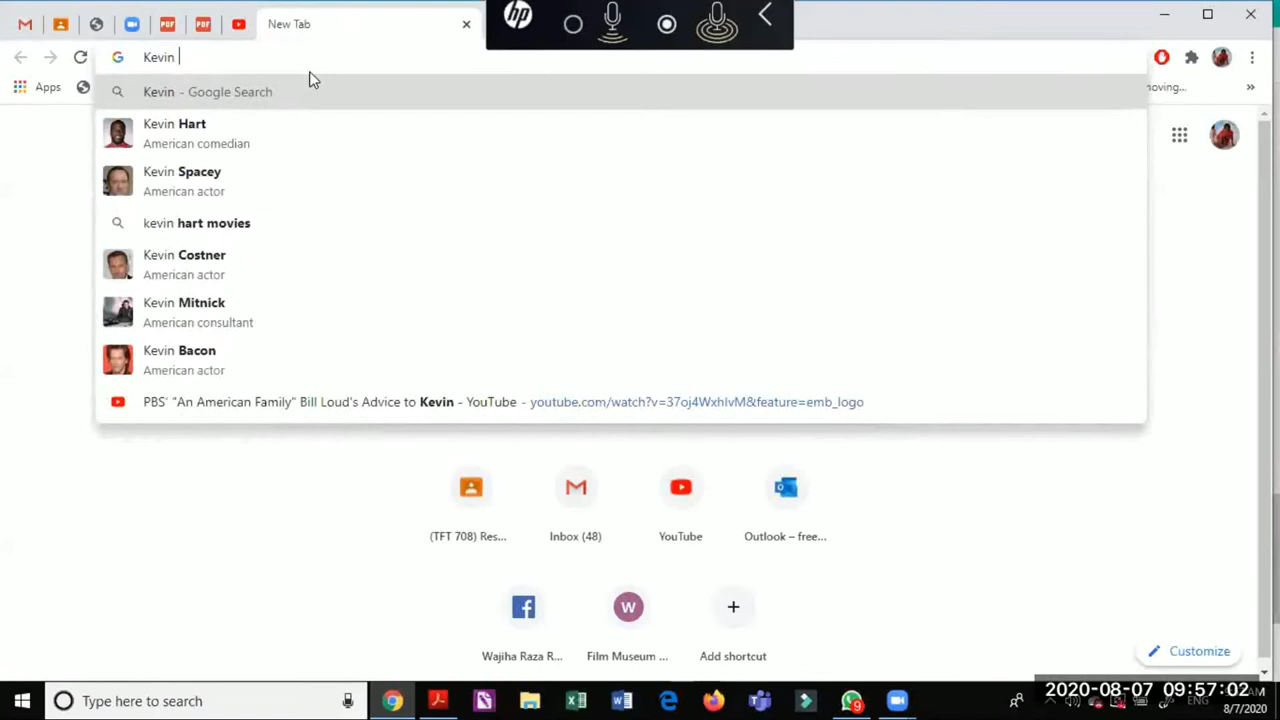 New Tab
hp
Kevin
Apps
Kevin - Google Search
Kevin Hart
American comedian
Kevin Spacey
American actor
kevin hart movies
Kevin Costner
American actor
Kevin Mitnick
American consultant
Kevin Bacon
American actor
PBS' "An American Family" Bill Loud's Advice to Kevin - YouTube - youtube.com/watch?v=37oj4WxhIvM&feature=emb_logo
(TFT 708) Res... Inbox (48) YouTube Outlook – free...
W
Wajiha Raza R... Film Museum ... Add shortcut
Customize
Type here to search
9
2020-08-07 09:57:02
ENG
8/7/2020